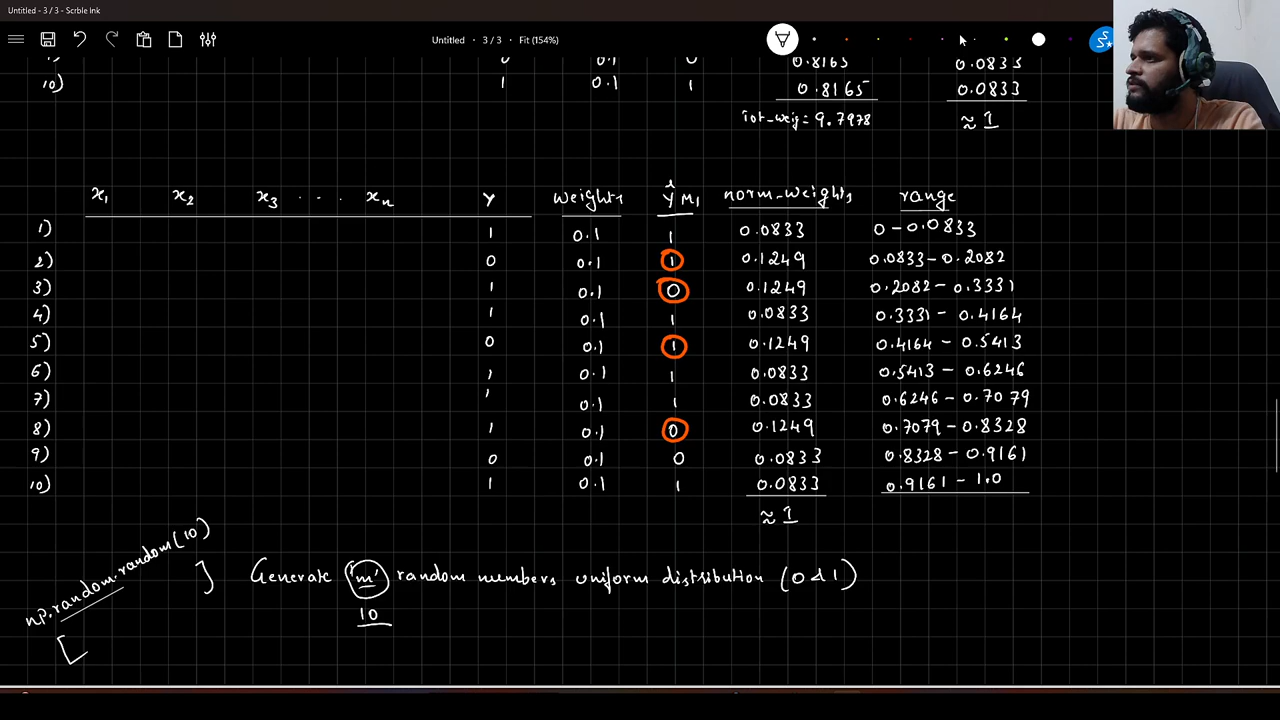 Untitled - 3 / 3 - Scrble Ink
Untitled • 3 / 3 • Fit (154%)
0.8165 0.0833
10) 1 0.1 1 0.8165 0.0833
Tot_weig = 9.7978 ≈ 1
x1 x2 x3 ... xn Y weights ŷ M1 norm_weights range
1) 1 0.1 1 0.0833 0 - 0.0833
2) 0 0.1 1 0.1249 0.0833 - 0.2082
3) 1 0.1 0 0.1249 0.2082 - 0.3331
4) 1 0.1 1 0.0833 0.3331 - 0.4164
5) 0 0.1 1 0.1249 0.4164 - 0.5413
6) 1 0.1 1 0.0833 0.5413 - 0.6246
7) 1 0.1 1 0.0833 0.6246 - 0.7079
8) 1 0.1 0 0.1249 0.7079 - 0.8328
9) 0 0.1 0 0.0833 0.8328 - 0.9161
10) 1 0.1 1 0.0833 0.9161 - 1.0
≈ 1
np.random.random(10)
[ ] Generate 'm' random numbers uniform distribution (0 & 1)
10